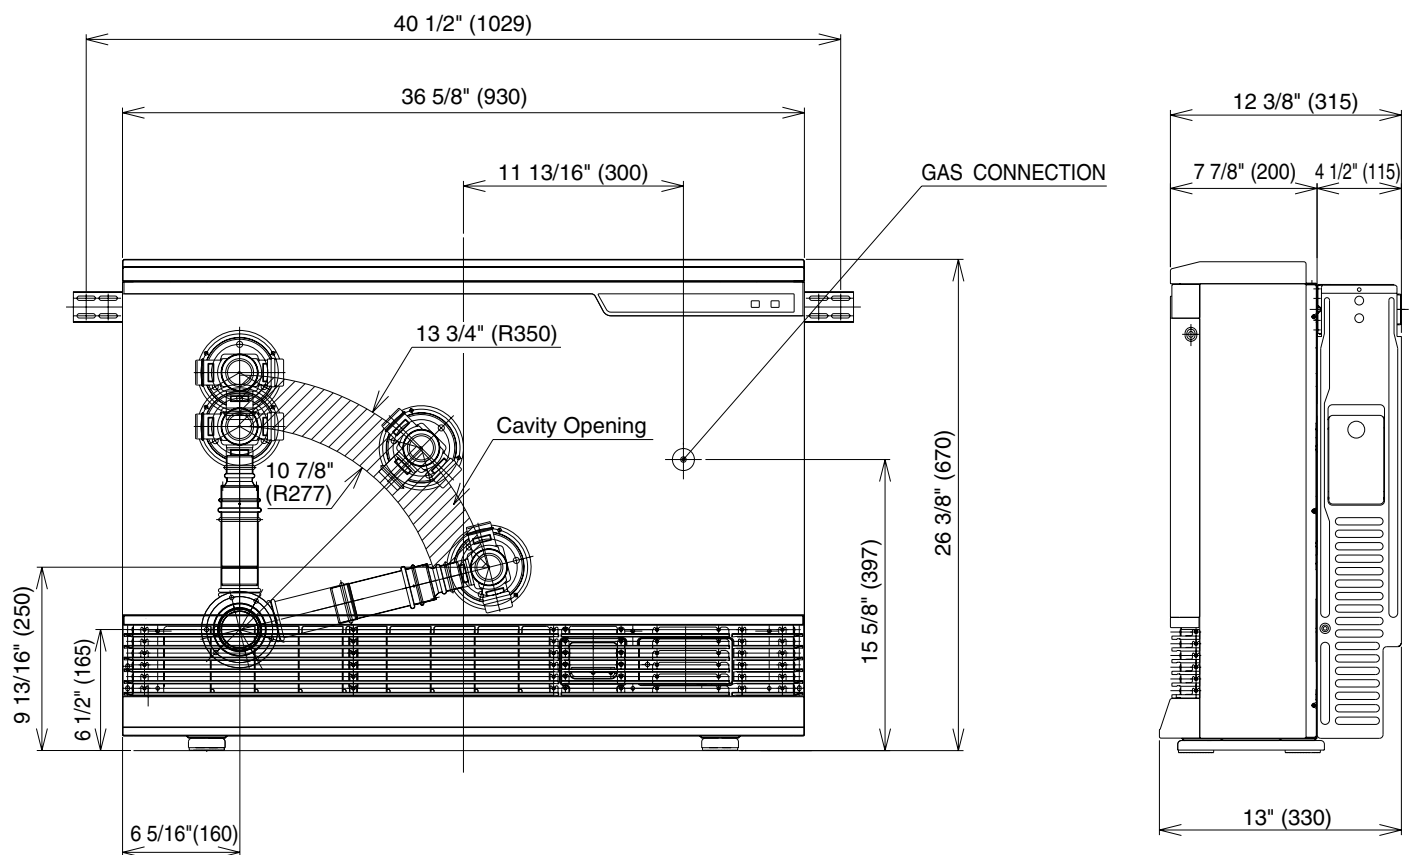 40 1/2" (1029)
36 5/8" (930)
12 3/8" (315)
11 13/16" (300)
GAS CONNECTION
7 7/8" (200)
4 1/2" (115)
13 3/4" (R350)
Cavity Opening
10 7/8"
(R277)
26 3/8" (670)
15 5/8" (397)
9 13/16" (250)
6 1/2" (165)
6 5/16"(160)
13" (330)